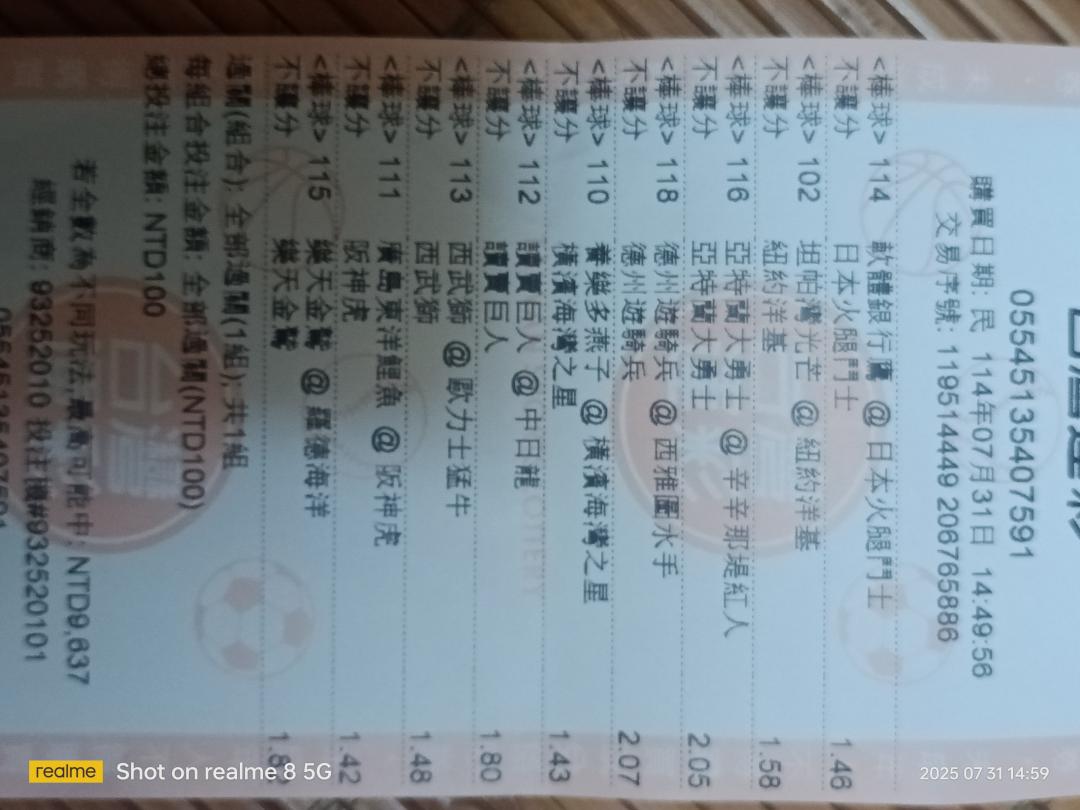 05545135407591
購買日期: 民 114年07月31日 14:49:56
交易序號: 119514449 206765886
<棒球> 114 軟體銀行鷹 @ 日本火腿鬥士
不讓分 日本火腿鬥士 1.46
<棒球> 102 坦帕灣光芒 @ 紐約洋基
不讓分 紐約洋基 1.58
<棒球> 116 亞特蘭大勇士 @ 辛辛那堤紅人
不讓分 亞特蘭大勇士 2.05
<棒球> 118 德州遊騎兵 @ 西雅圖水手
不讓分 德州遊騎兵 2.07
<棒球> 110 養樂多燕子 @ 橫濱海灣之星
不讓分 橫濱海灣之星 1.43
<棒球> 112 讀賣巨人 @ 中日龍
不讓分 讀賣巨人 1.80
<棒球> 113 西武獅 @ 歐力士猛牛
不讓分 西武獅 1.48
<棒球> 111 廣島東洋鯉魚 @ 阪神虎
不讓分 阪神虎 1.42
<棒球> 115 樂天金鷲 @ 羅德海洋
不讓分 樂天金鷲
過關(組合): 全部過關(1組), 共1組
每組合投注金額: 全部過關(NTD100)
總投注金額: NTD100
若全數為不同玩法,最高可能中: NTD9,637
經銷商: 93252010 投注機#932520101
realme Shot on realme 8 5G
2025 07 31 14:59